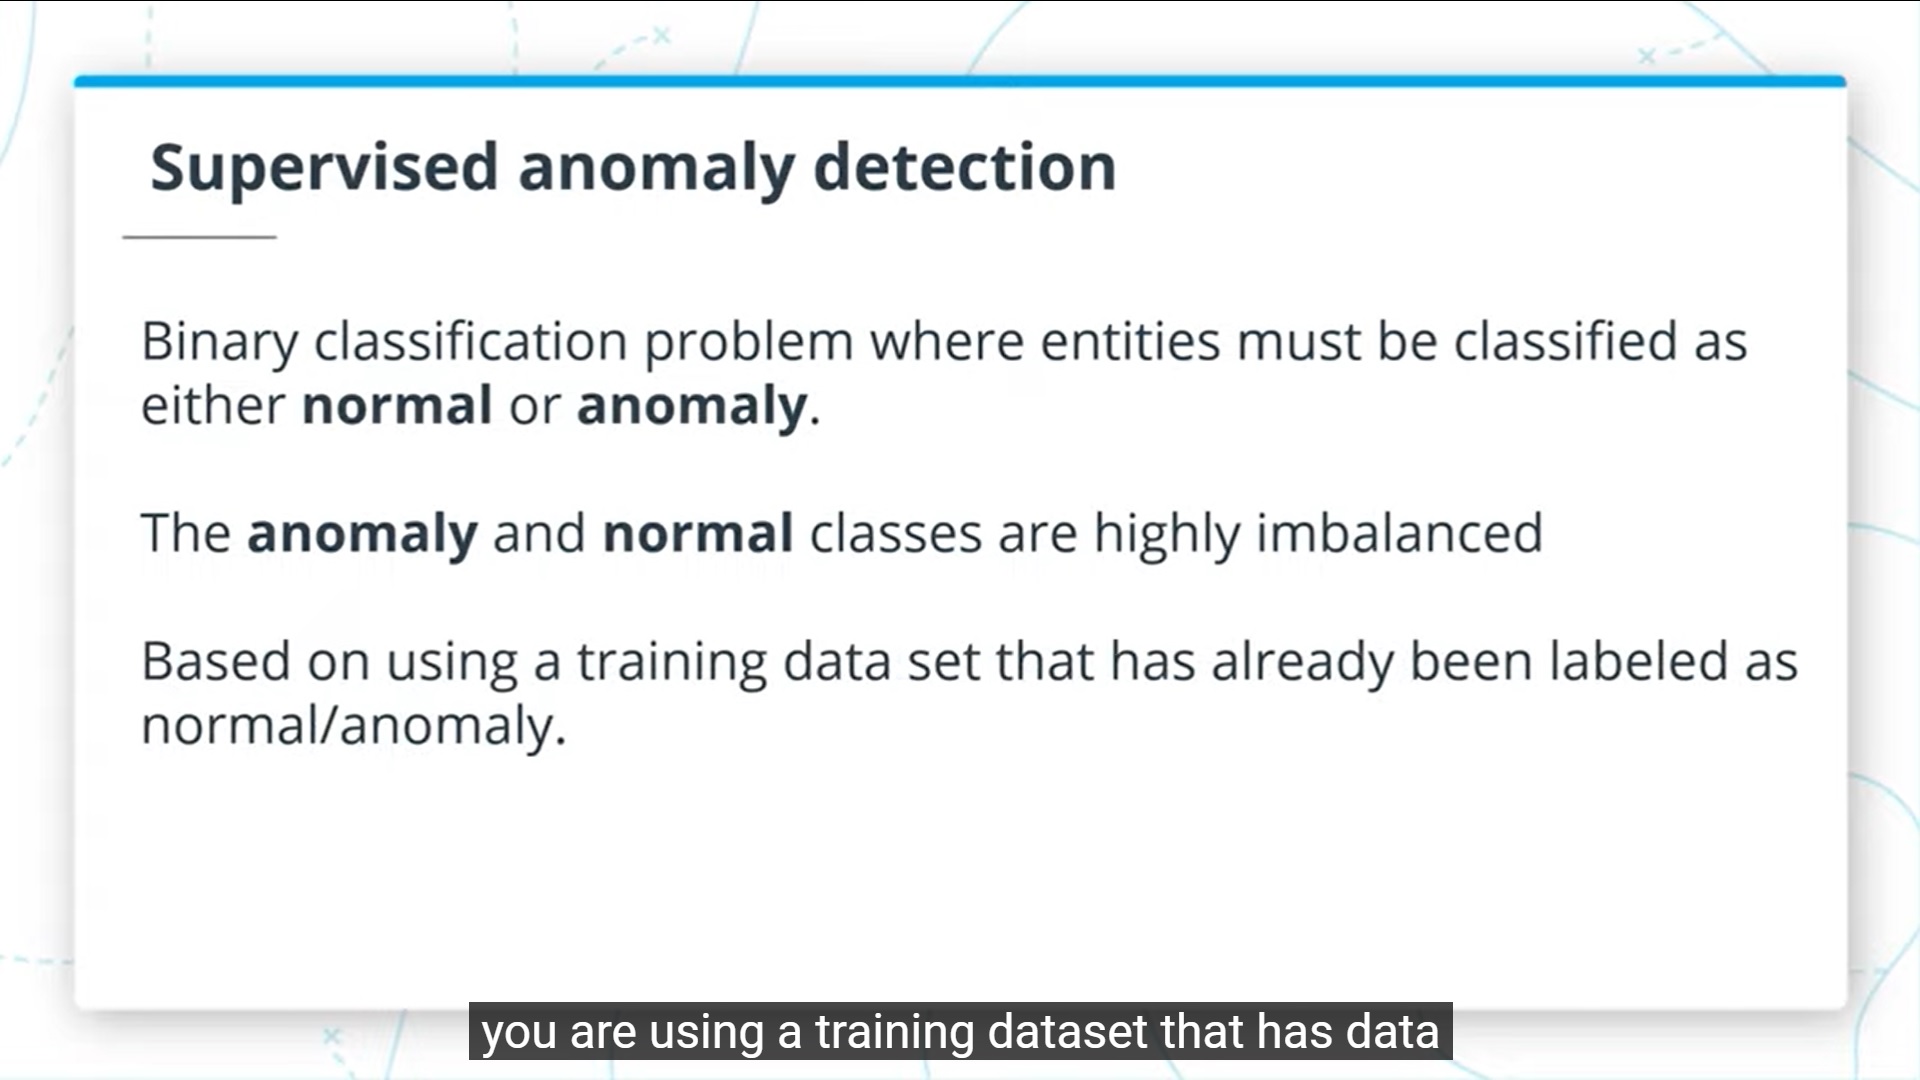 Supervised anomaly detection
Binary classification problem where entities must be classified as
either normal or anomaly.
The anomaly and normal classes are highly imbalanced
Based on using a training data set that has already been labeled as
normal/anomaly.
you are using a training dataset that has data